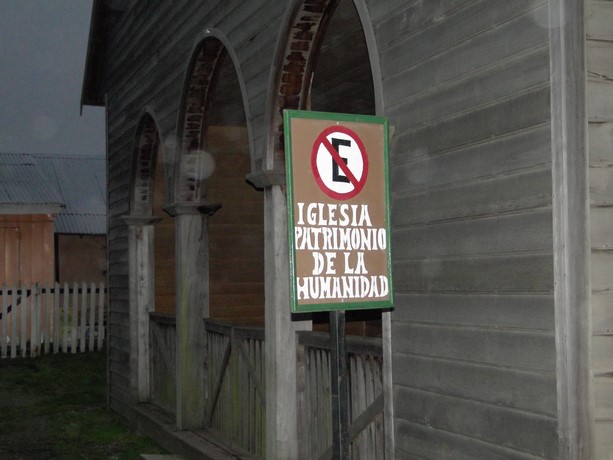 E
IGLESIA
PATRIMONIO
DE LA
HUMANIDAD